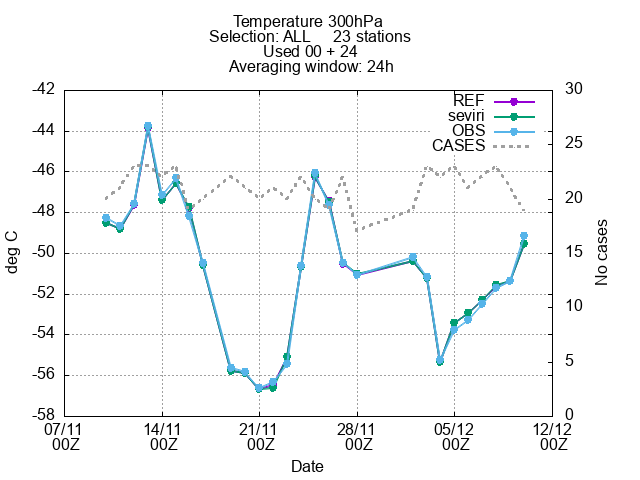 Temperature 300hPa
Selection: ALL 23 stations
Used 00 + 24
Averaging window: 24h
-42
-44
-46
-48
-50
-52
-54
-56
-58
deg C
30
25
20
15
10
5
0
No cases
REF
seviri
OBS
CASES
07/11 14/11 21/11 28/11 05/12 12/12
00Z 00Z 00Z 00Z 00Z 00Z
Date